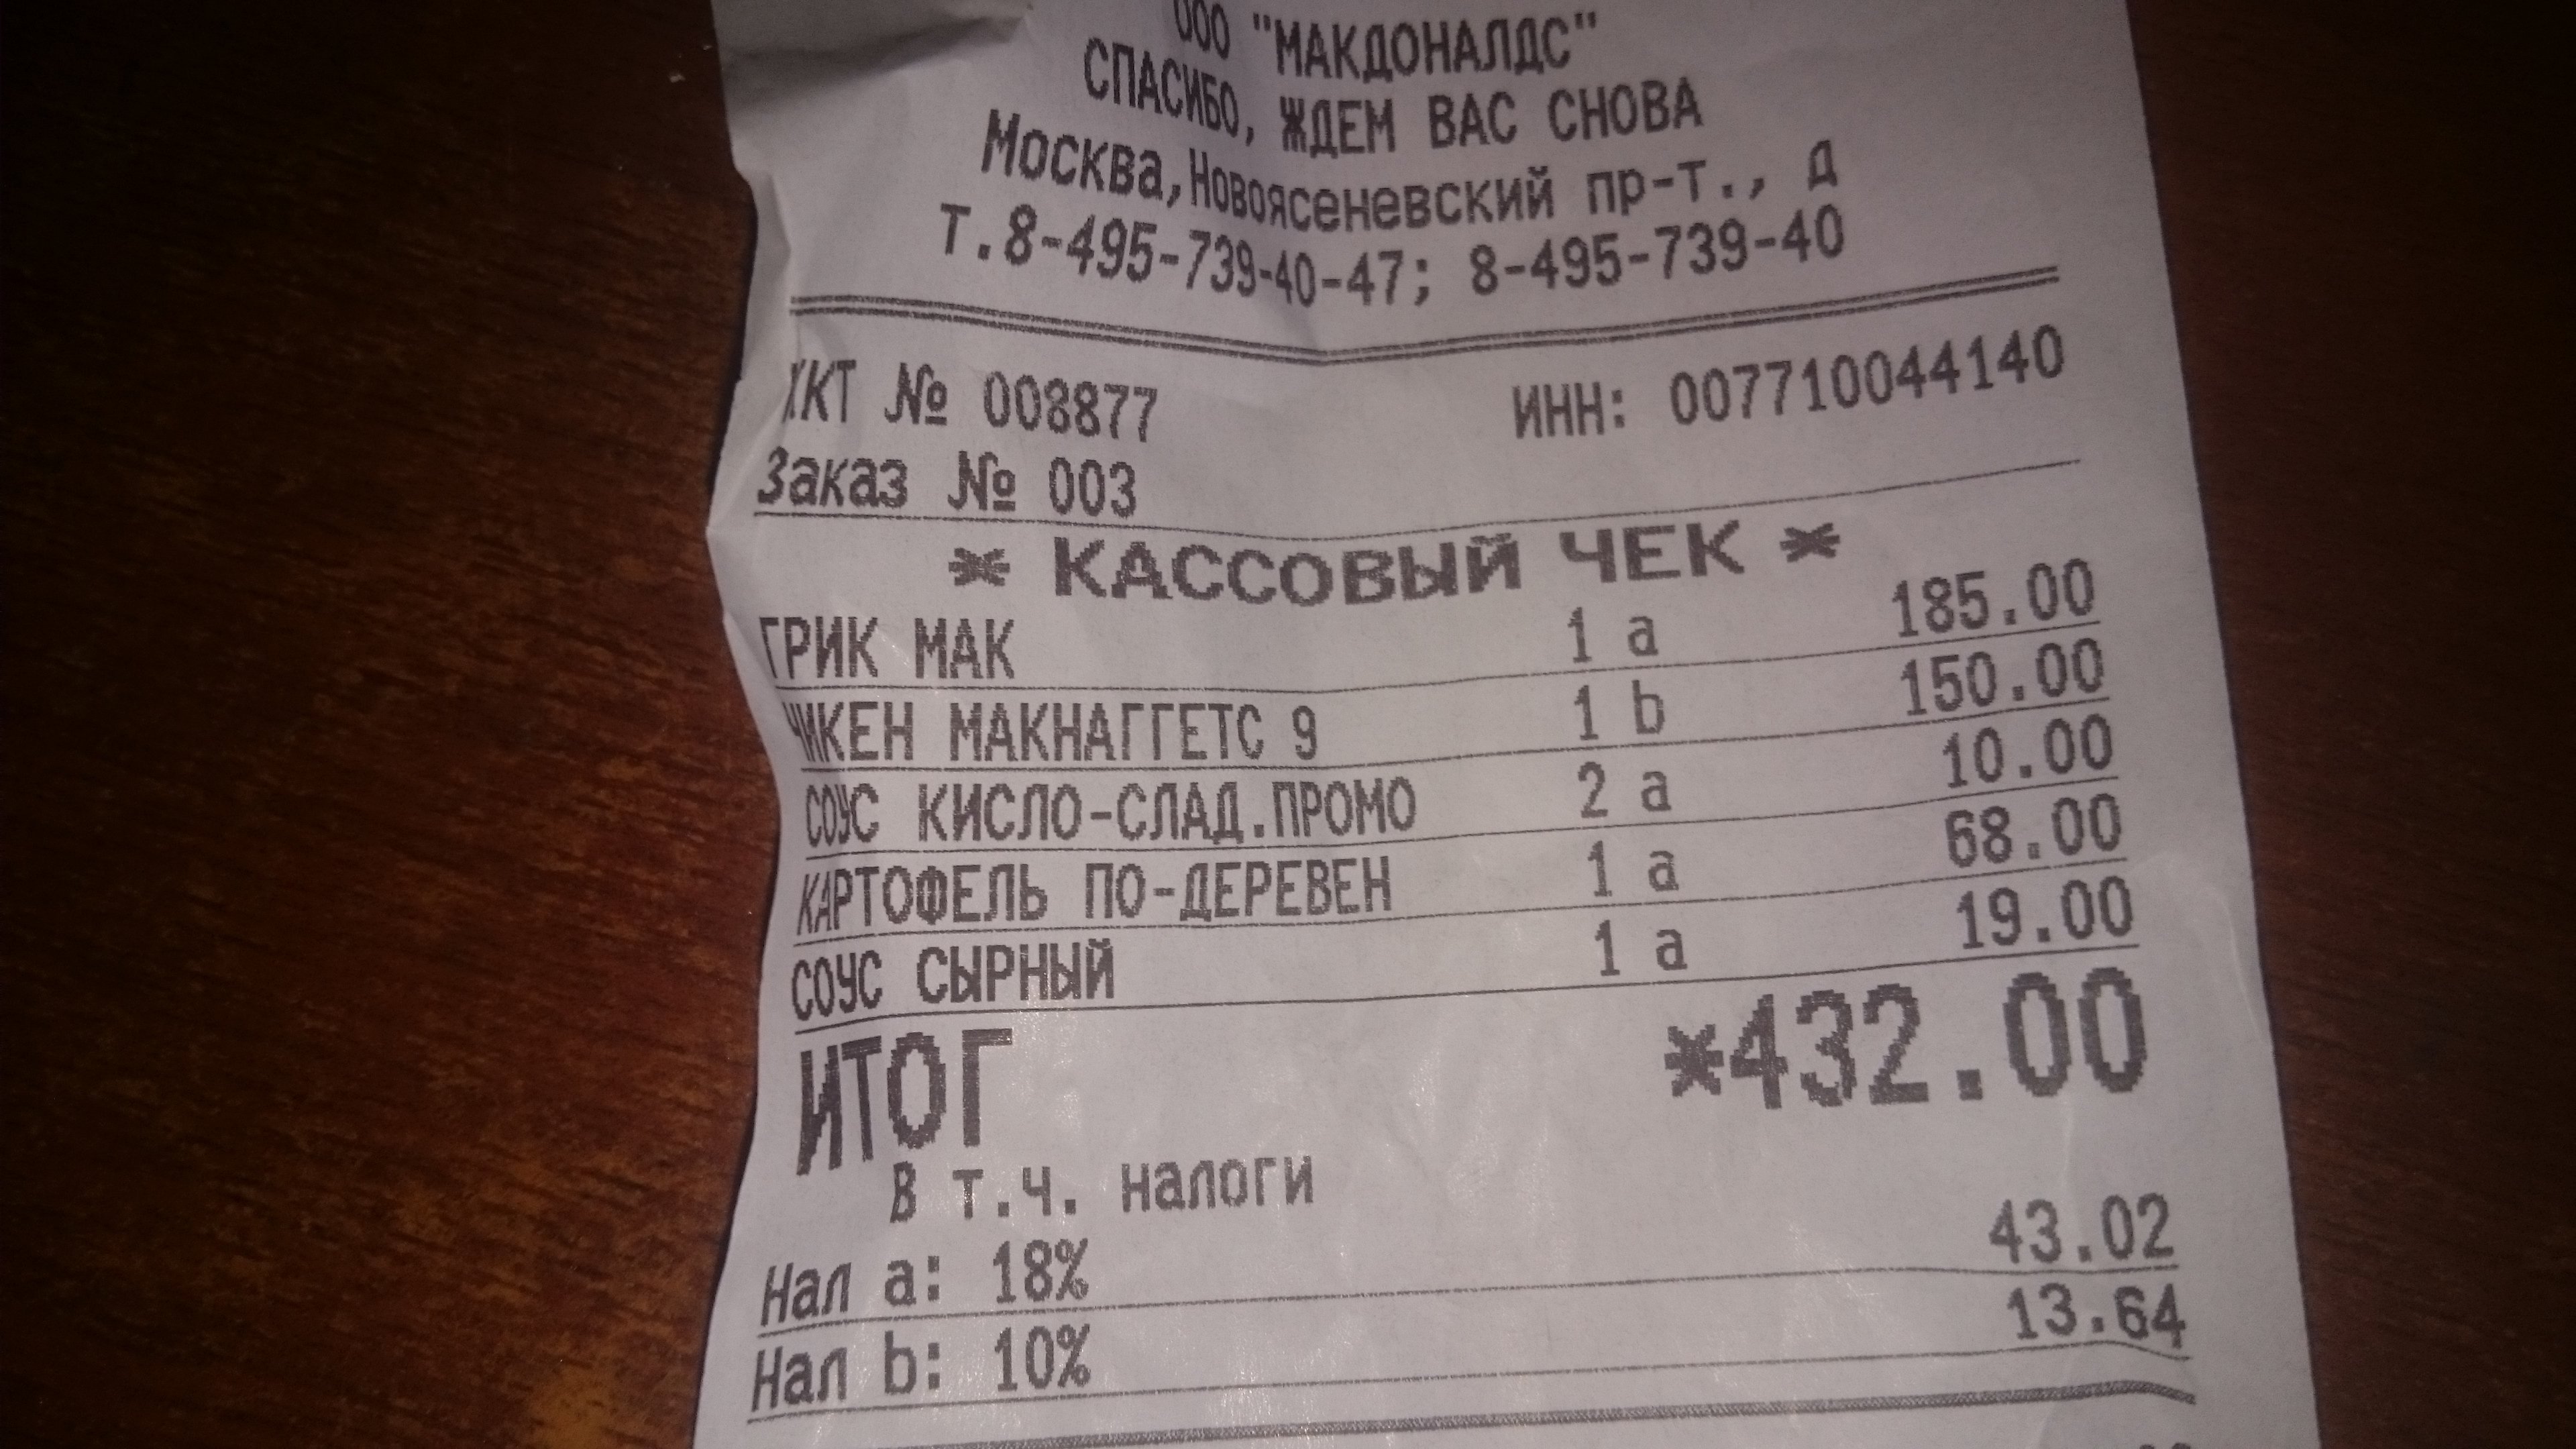 ООО "МАКДОНАЛДС"
СПАСИБО, ЖДЕМ ВАС СНОВА
Москва,Новоясеневский пр-т., д
Т.8-495-739-40-47; 8-495-739-40
ККТ № 008877 ИНН: 007710044140
Заказ № 003
* КАССОВЫЙ ЧЕК *
ГРИК МАК 1 a 185.00
ЧИКЕН МАКНАГГЕТС 9 1 b 150.00
СОУС КИСЛО-СЛАД.ПРОМО 2 a 10.00
КАРТОФЕЛЬ ПО-ДЕРЕВЕН 1 a 68.00
СОУС СЫРНЫЙ 1 a 19.00
ИТОГ *432.00
В т.ч. налоги
Нал a: 18% 43.02
Нал b: 10% 13.64